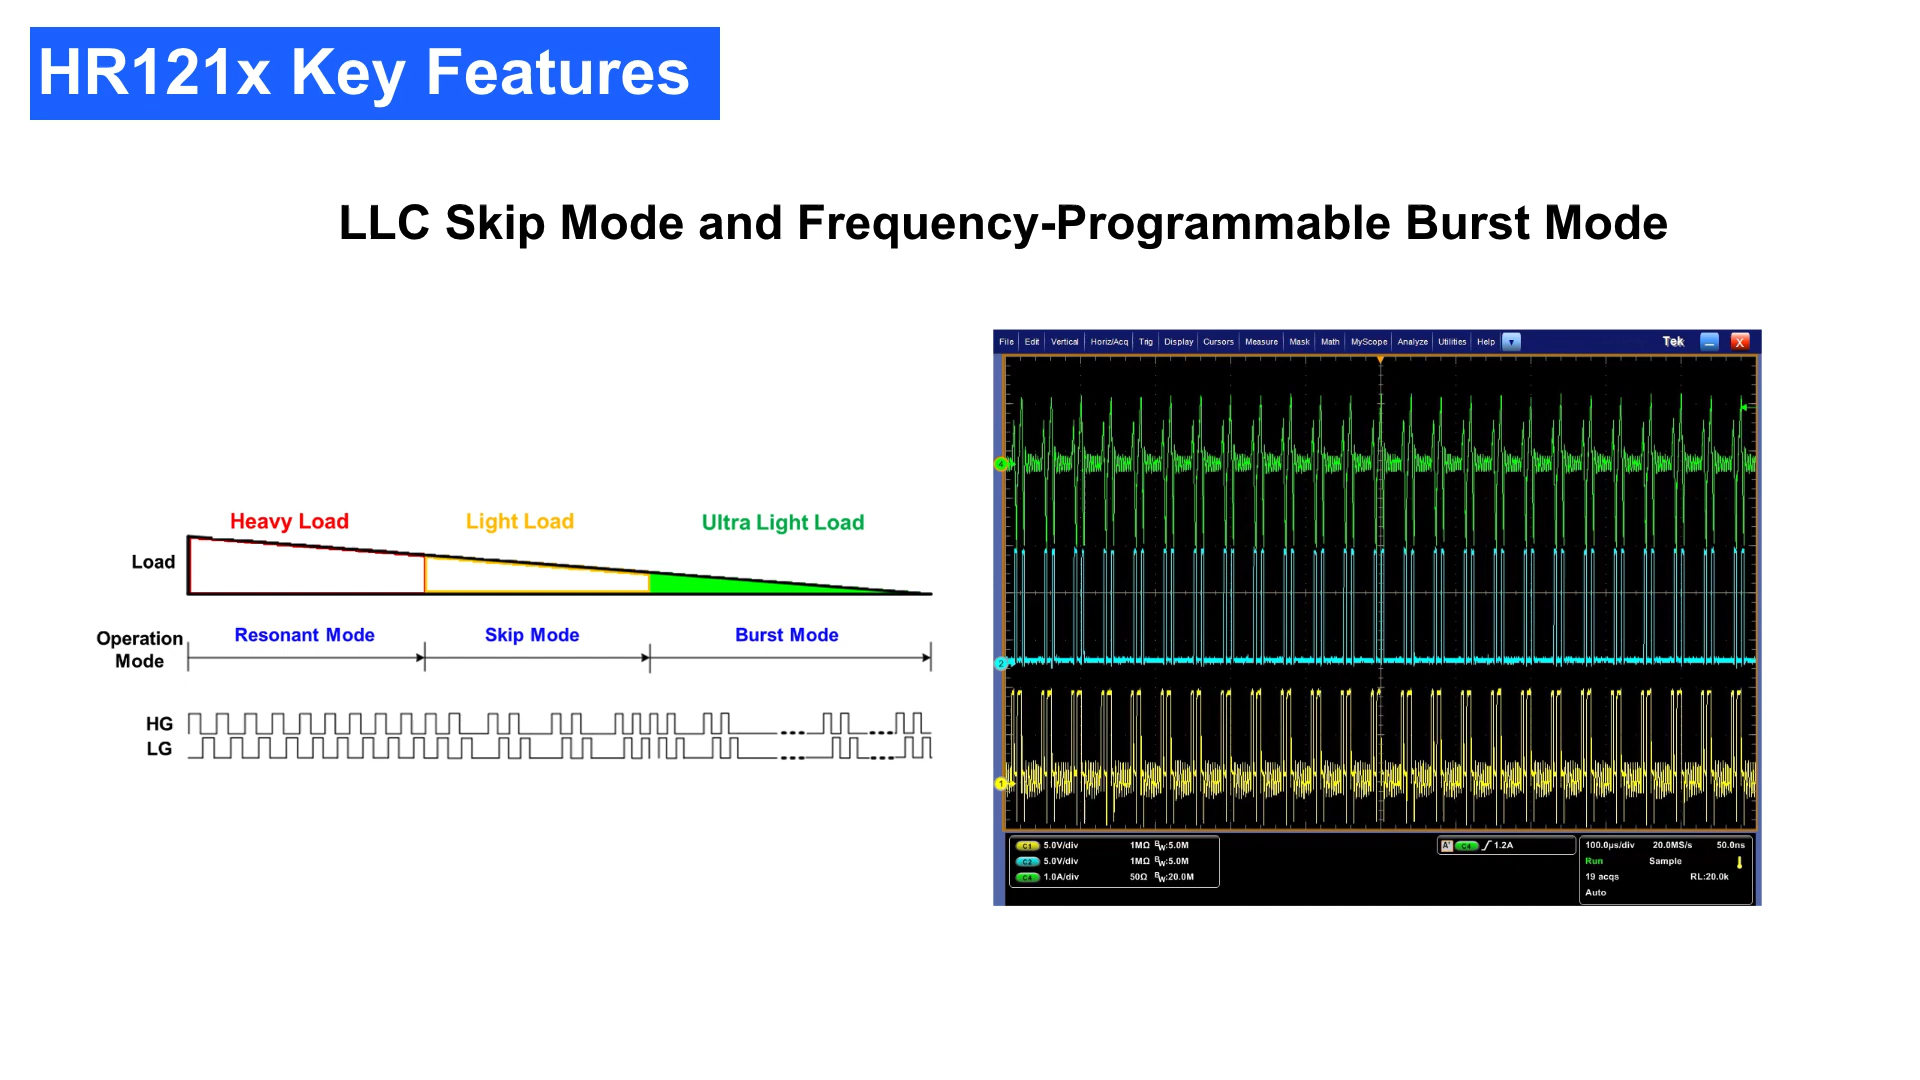 HR121x Key Features
LLC Skip Mode and Frequency-Programmable Burst Mode
Heavy Load
Light Load
Ultra Light Load
Load
Operation
Mode
Resonant Mode
Skip Mode
Burst Mode
HG
LG
File Edit Vertical Horiz/Acq Trig Display Cursors Measure Mask Math MyScope Analyze Utilities Help
Tek
X
4
2
1
C1 5.0V/div 1MΩ BW:5.0M
C2 5.0V/div 1MΩ BW:5.0M
C4 1.0A/div 50Ω BW:20.0M
A' C4 1.2A
100.0µs/div 20.0MS/s 50.0ns
Run Sample
19 acqs RL:20.0k
Auto